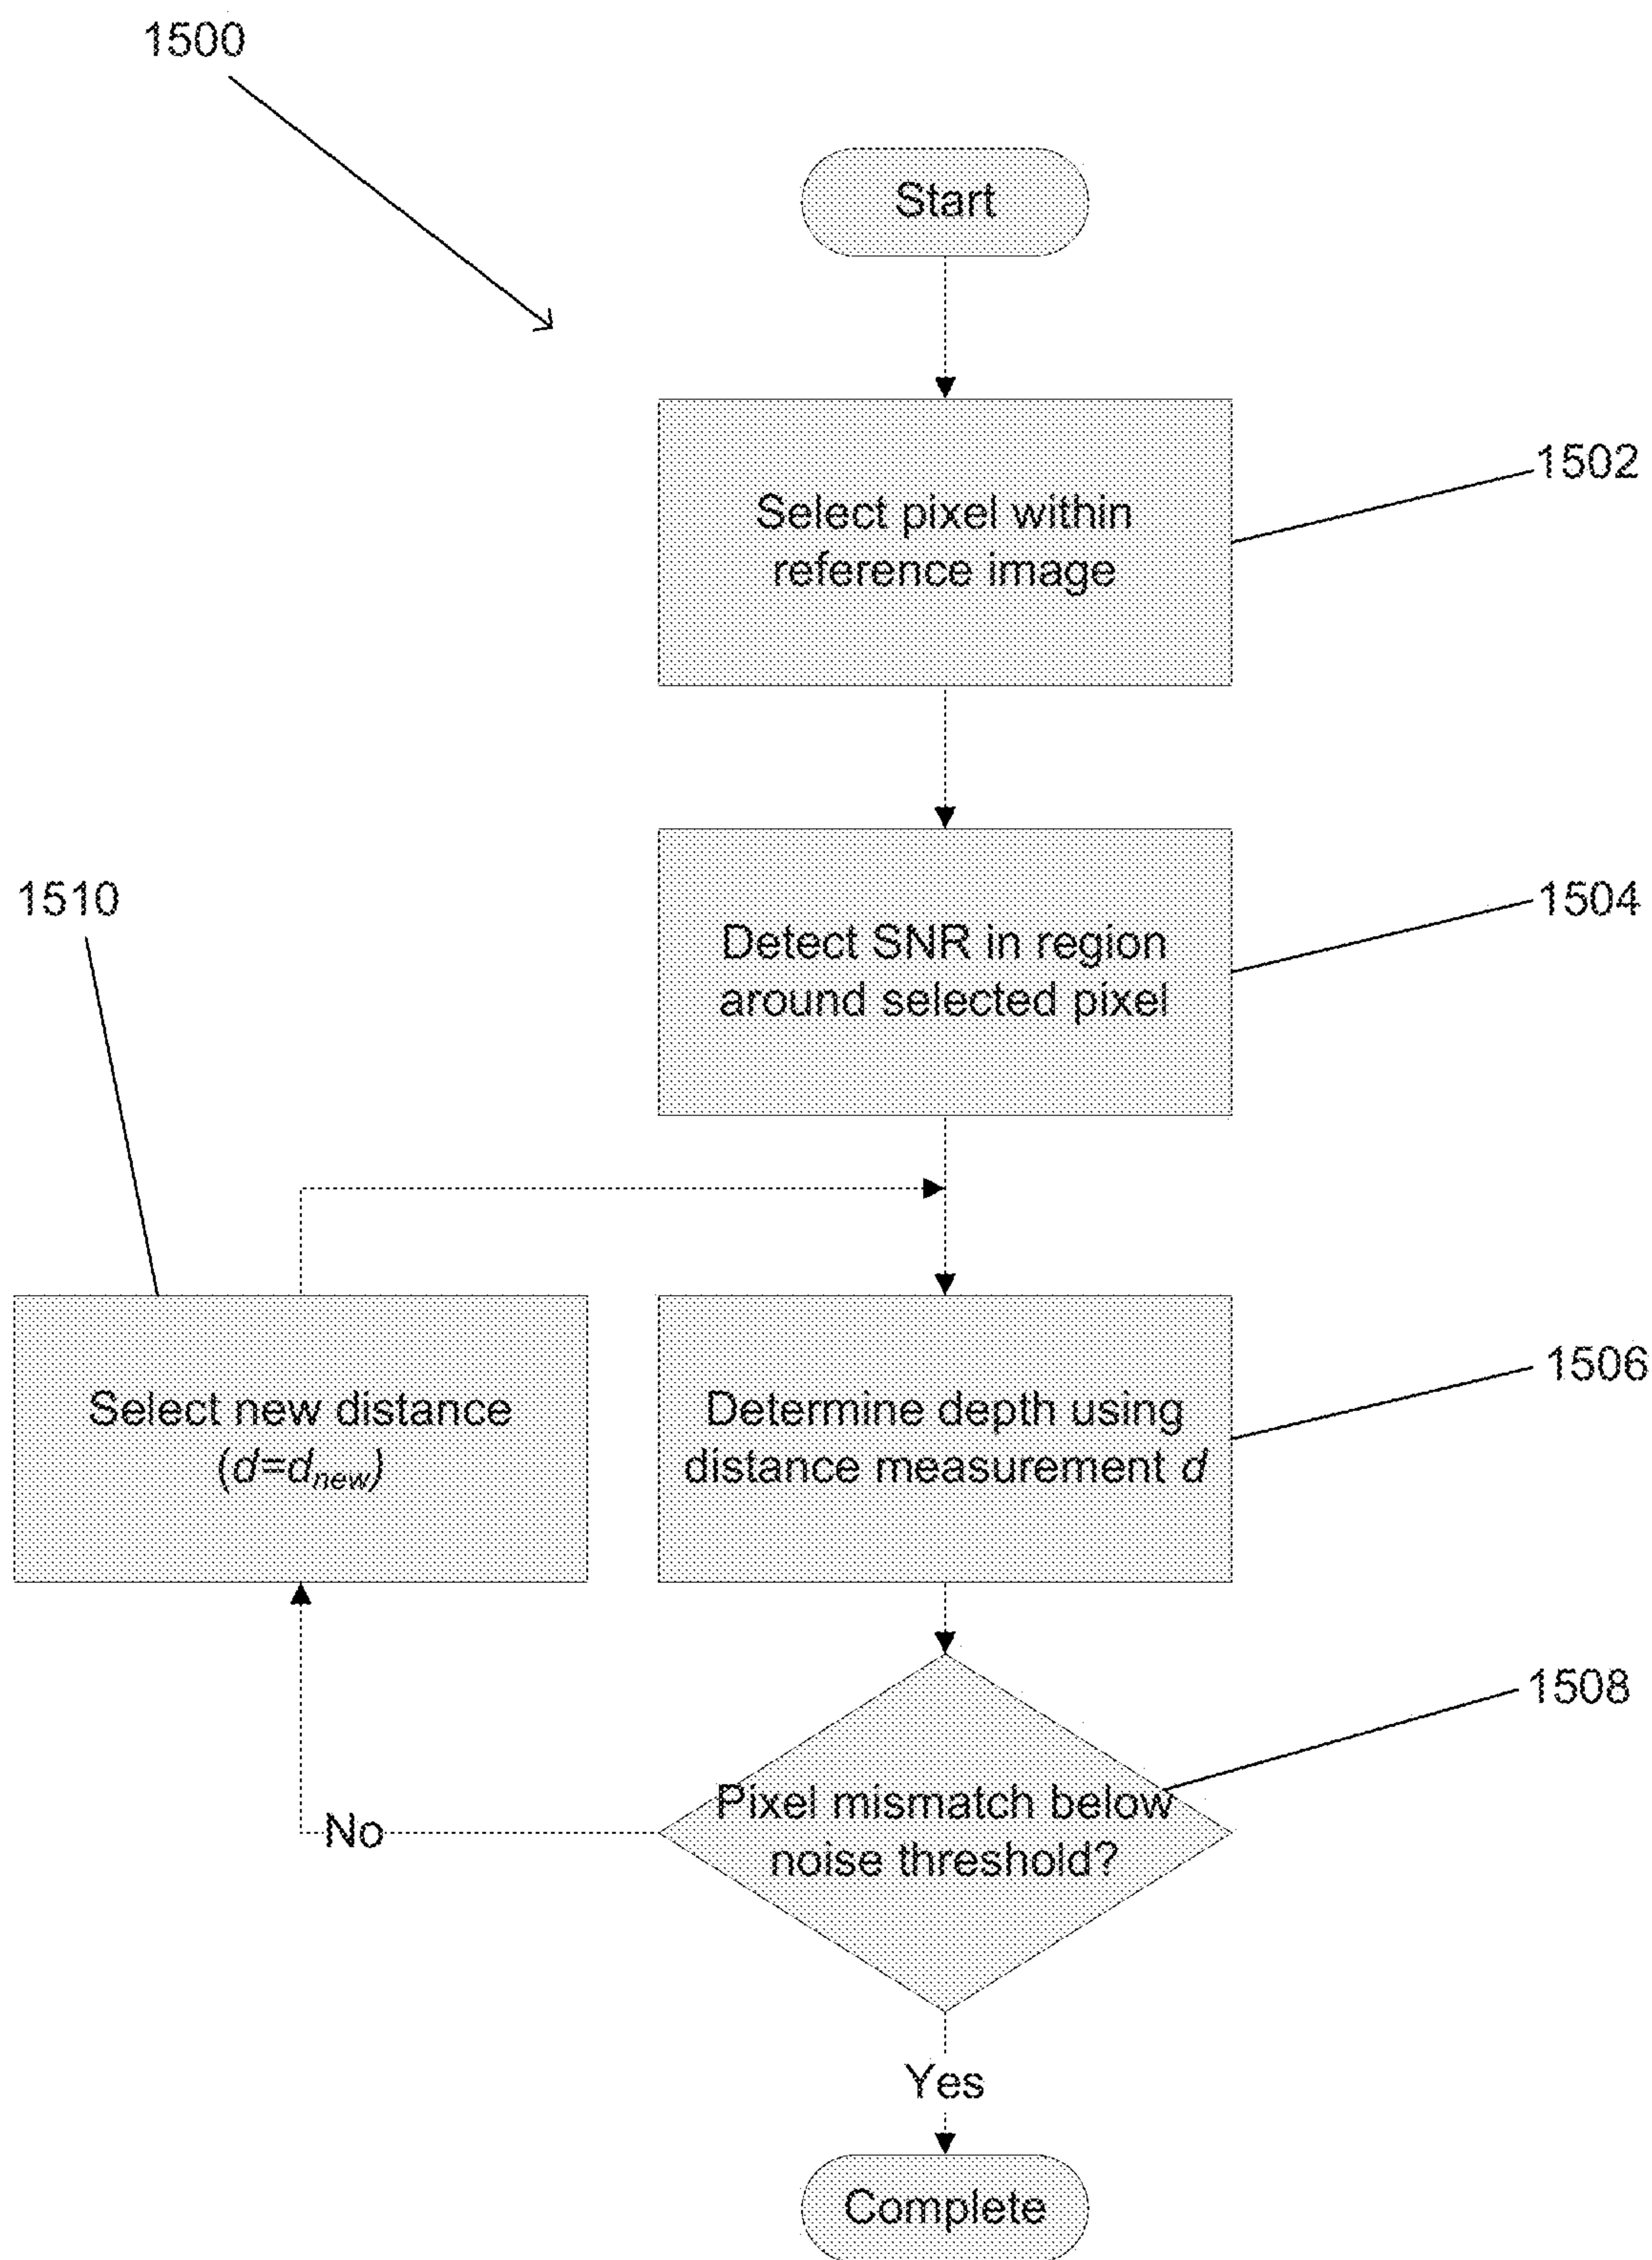 1500
Start
1502
Select pixel within
reference image
1504
Detect SNR in region
around selected pixel
1510
1506
Select new distance
(d=dnew)
Determine depth using
distance measurement d
1508
Pixel mismatch below
noise threshold?
No
Yes
Complete